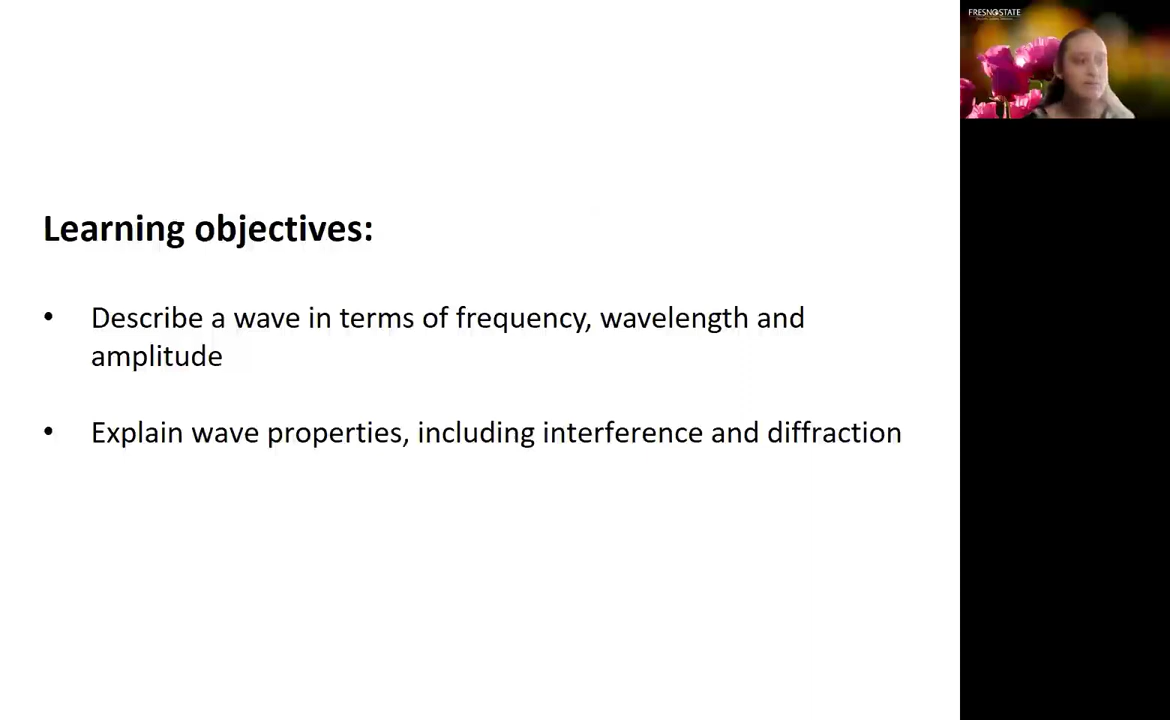 FRESNO STATE
Learning objectives:
• Describe a wave in terms of frequency, wavelength and
amplitude
• Explain wave properties, including interference and diffraction